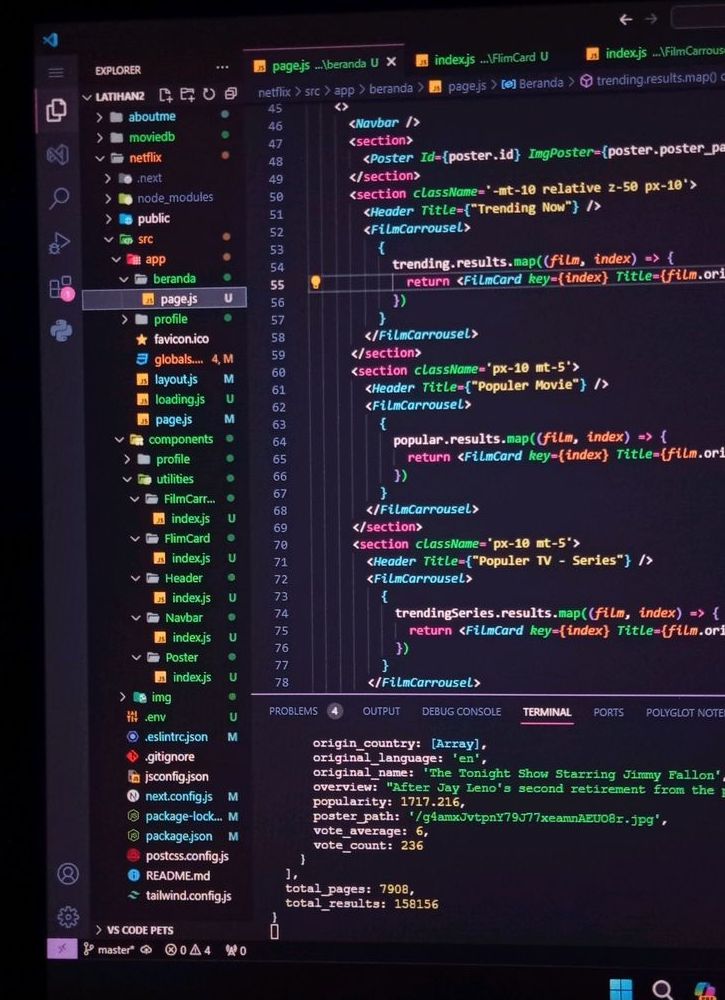 EXPLORER
...
LATIHAN2
aboutme
moviedb
netflix
.next
node_modules
public
src
app
beranda
page.js U
profile
favicon.ico
globals.... 4, M
layout.js M
loading.js U
page.js M
components
profile
utilities
FilmCarr...
index.js U
FlimCard
index.js U
Header
index.js U
Navbar
index.js U
Poster
index.js U
img
.env U
.eslintrc.json M
.gitignore
jsconfig.json
next.config.js M
package-lock... M
package.json M
postcss.config.js
README.md
tailwind.config.js
VS CODE PETS
master* 0 4 0
page.js ...\beranda U × index.js ...\FlimCard U index.js ...\FilmCarrous
netflix > src > app > beranda > page.js > Beranda > trending.results.map()
45 <>
46 <Navbar />
47 <section>
48 <Poster Id={poster.id} ImgPoster={poster.poster_pa
49 </section>
50 <section className='-mt-10 relative z-50 px-10'>
51 <Header Title={"Trending Now"} />
52 <FilmCarrousel>
53 {
54 trending.results.map((film, index) => {
55 return <FilmCard key={index} Title={film.ori
56 })
57 }
58 </FilmCarrousel>
59 </section>
60 <section className='px-10 mt-5'>
61 <Header Title={"Populer Movie"} />
62 <FilmCarrousel>
63 {
64 popular.results.map((film, index) => {
65 return <FilmCard key={index} Title={film.ori
66 })
67 }
68 </FilmCarrousel>
69 </section>
70 <section className='px-10 mt-5'>
71 <Header Title={"Populer TV - Series"} />
72 <FilmCarrousel>
73 {
74 trendingSeries.results.map((film, index) => {
75 return <FilmCard key={index} Title={film.ori
76 })
77 }
78 </FilmCarrousel>
PROBLEMS 4 OUTPUT DEBUG CONSOLE TERMINAL PORTS POLYGLOT NOTE
origin_country: [Array],
original_language: 'en',
original_name: 'The Tonight Show Starring Jimmy Fallon',
overview: "After Jay Leno's second retirement from the p
popularity: 1717.216,
poster_path: '/g4amxJvtpnY79J77xeamnAEUO8r.jpg',
vote_average: 6,
vote_count: 236
}
],
total_pages: 7908,
total_results: 158156
}